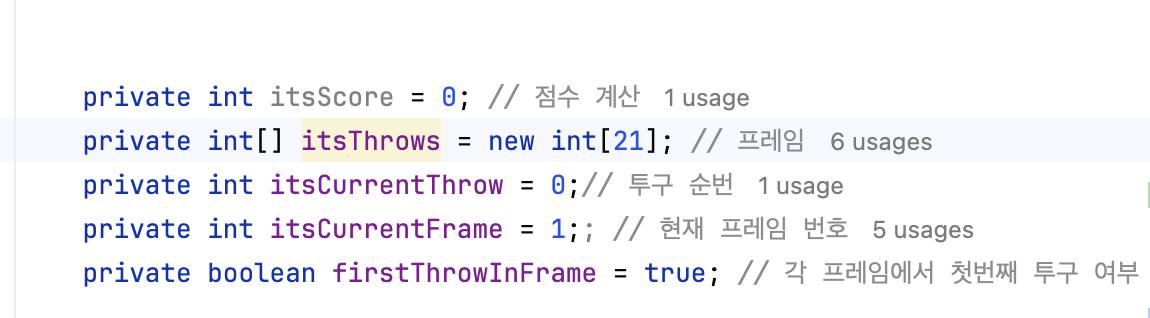 private int itsScore = 0; // 점수 계산 1 usage
private int[] itsThrows = new int[21]; // 프레임 6 usages
private int itsCurrentThrow = 0;// 투구 순번 1 usage
private int itsCurrentFrame = 1;; // 현재 프레임 번호 5 usages
private boolean firstThrowInFrame = true; // 각 프레임에서 첫번째 투구 여부